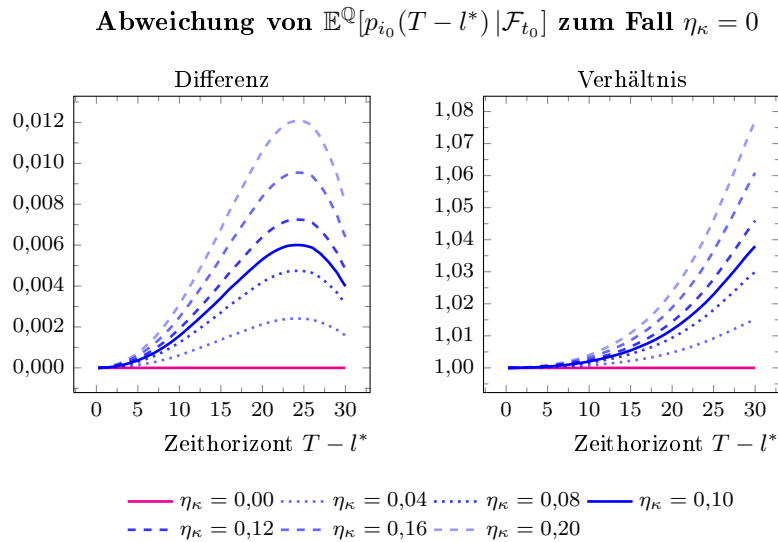 Abweichung von 𝔼^ℚ[p_{i_0}(T − l*) | ℱ_{t_0}] zum Fall η_κ = 0
Differenz
0,012
0,010
0,008
0,006
0,004
0,002
0,000
0 5 10 15 20 25 30
Zeithorizont T − l*
Verhältnis
1,08
1,07
1,06
1,05
1,04
1,03
1,02
1,01
1,00
0 5 10 15 20 25 30
Zeithorizont T − l*
η_κ = 0,00 η_κ = 0,04 η_κ = 0,08 η_κ = 0,10
η_κ = 0,12 η_κ = 0,16 η_κ = 0,20